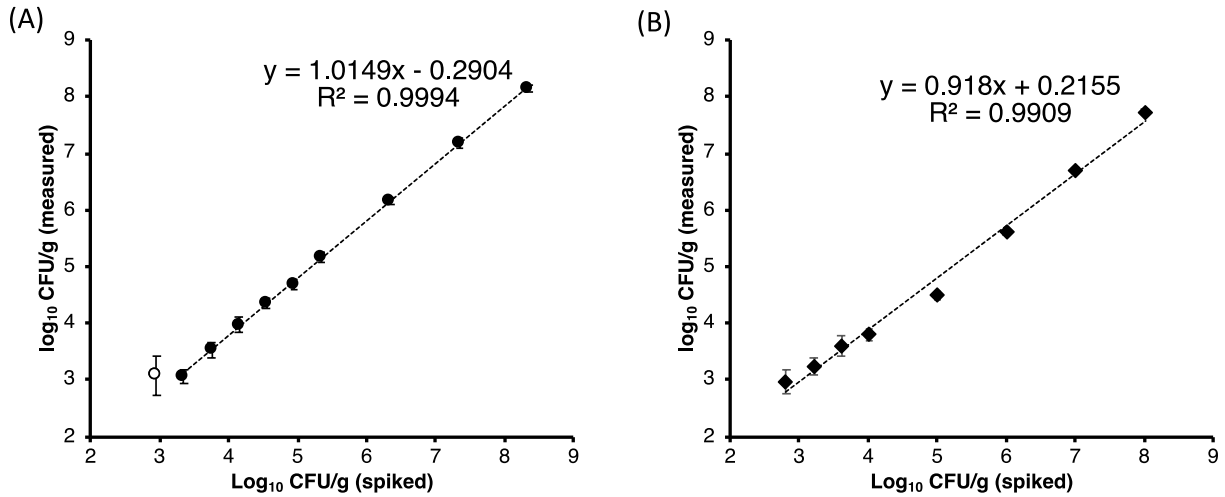 (A)
y = 1.0149x - 0.2904
R² = 0.9994
log₁₀ CFU/g (measured)
9
8
7
6
5
4
3
2
2 3 4 5 6 7 8 9
Log₁₀ CFU/g (spiked)
(B)
y = 0.918x + 0.2155
R² = 0.9909
log₁₀ CFU/g (measured)
9
8
7
6
5
4
3
2
2 3 4 5 6 7 8 9
Log₁₀ CFU/g (spiked)